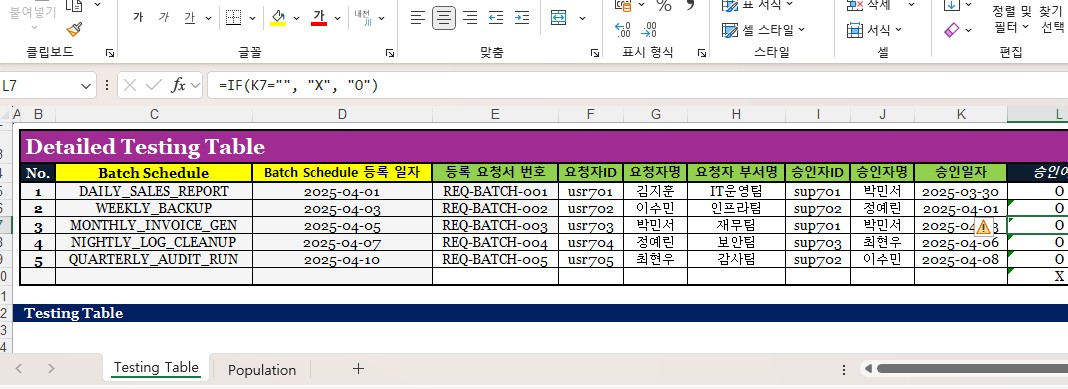 붙여넣기 가 가 가 가 가 내천 % 9 표 서식 삭제 정렬 및 찾기
셀 스타일 서식 필터 선택
클립보드 글꼴 맞춤 표시 형식 스타일 셀 편집
L7 fx =IF(K7="", "X", "O")
A B C D E F G H I J K L
Detailed Testing Table
No. Batch Schedule Batch Schedule 등록 일자 등록 요청서 번호 요청자ID 요청자명 요청자 부서명 승인자ID 승인자명 승인일자
1 DAILY_SALES_REPORT 2025-04-01 REQ-BATCH-001 usr701 김지훈 IT운영팀 sup701 박민서 2025-03-30 O
2 WEEKLY_BACKUP 2025-04-03 REQ-BATCH-002 usr702 이수민 인프라팀 sup702 정예린 2025-04-01 O
3 MONTHLY_INVOICE_GEN 2025-04-05 REQ-BATCH-003 usr703 박민서 재무팀 sup701 박민서 O
4 NIGHTLY_LOG_CLEANUP 2025-04-07 REQ-BATCH-004 usr704 정예린 보안팀 sup703 최현우 2025-04-06 O
5 QUARTERLY_AUDIT_RUN 2025-04-10 REQ-BATCH-005 usr705 최현우 감사팀 sup702 이수민 2025-04-08 O
X
Testing Table
Testing Table Population +